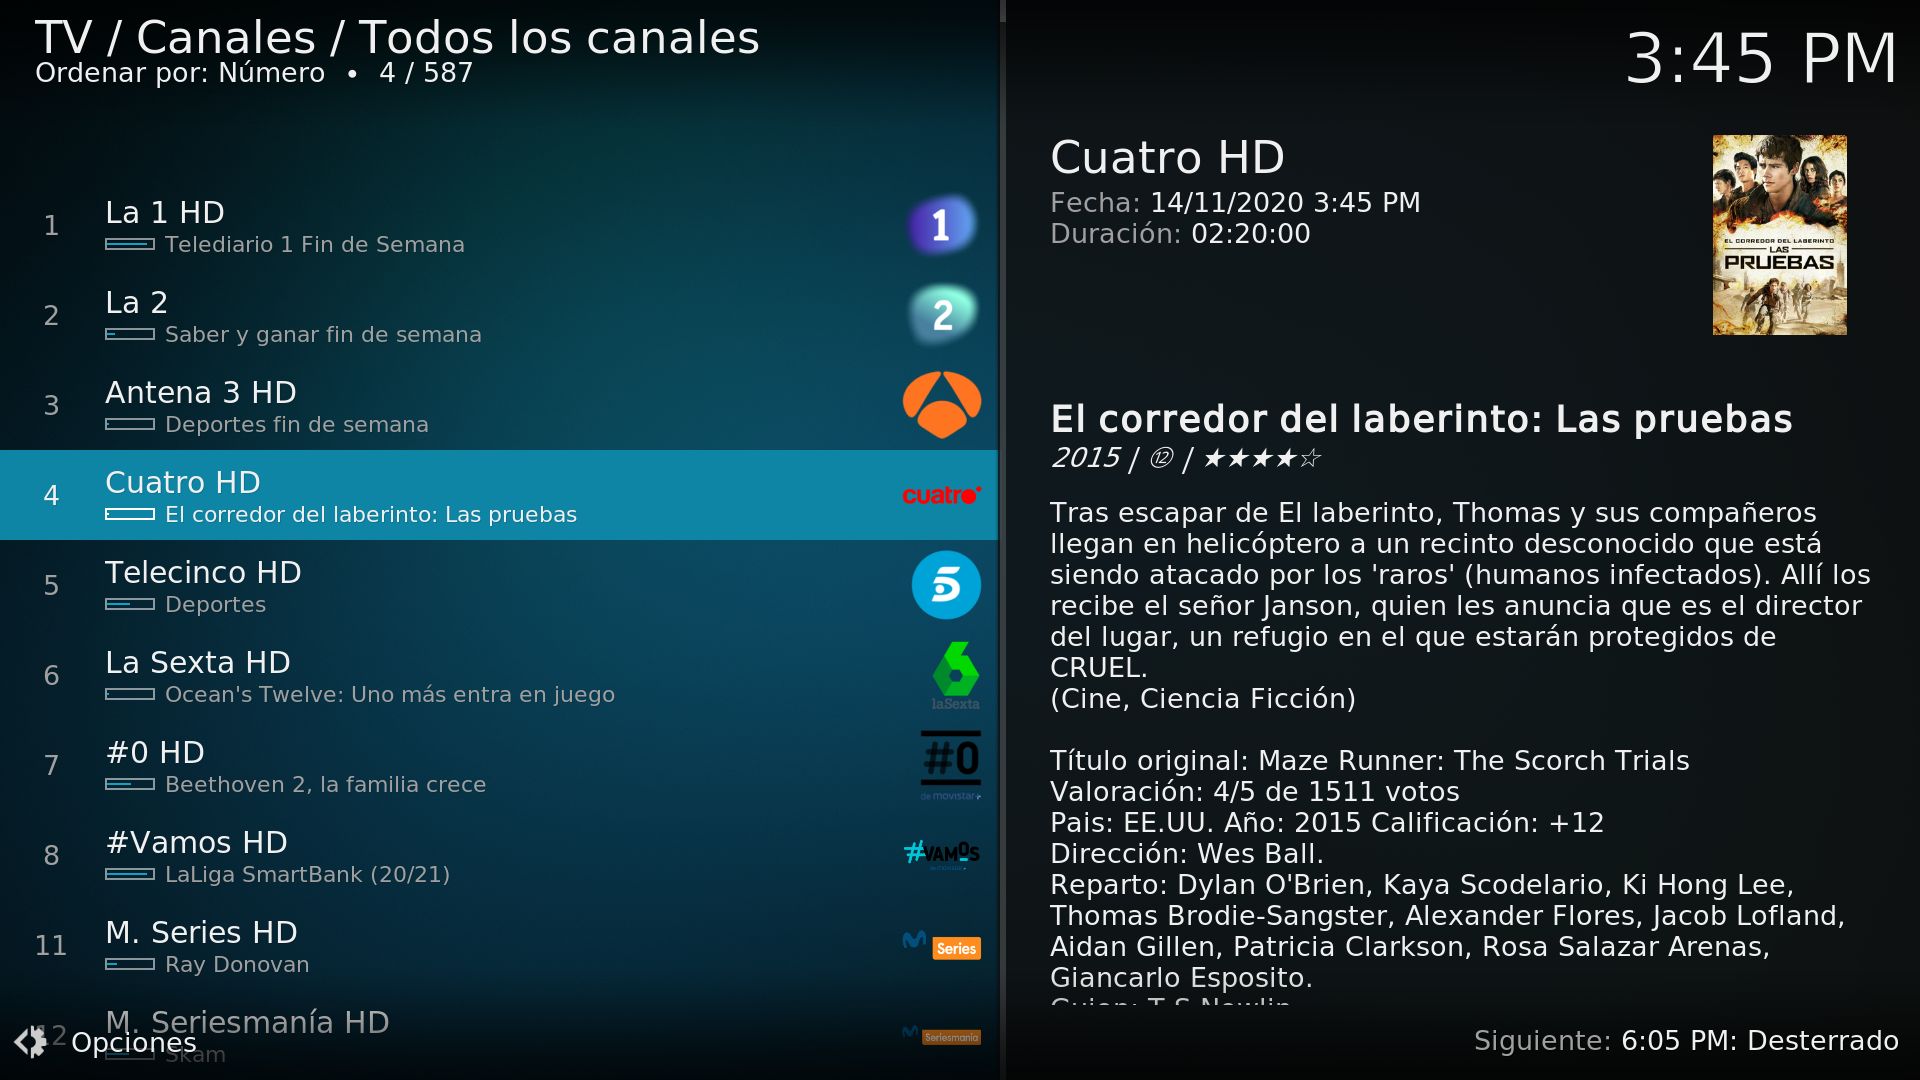 TV / Canales / Todos los canales
Ordenar por: Número • 4 / 587
3:45 PM
1
La 1 HD
Telediario 1 Fin de Semana
1
2
La 2
Saber y ganar fin de semana
2
3
Antena 3 HD
Deportes fin de semana
4
Cuatro HD
El corredor del laberinto: Las pruebas
cuatro
5
Telecinco HD
Deportes
5
6
La Sexta HD
Ocean's Twelve: Uno más entra en juego
6
laSexta
7
#0 HD
Beethoven 2, la familia crece
#0
de movistar+
8
#Vamos HD
LaLiga SmartBank (20/21)
#VAMOS
11
M. Series HD
Ray Donovan
Series
12
M. Seriesmanía HD
Skam
Seriesmanía
Opciones
Cuatro HD
Fecha: 14/11/2020 3:45 PM
Duración: 02:20:00
EL CORREDOR DEL LABERINTO
LAS
PRUEBAS
El corredor del laberinto: Las pruebas
2015 | ⑫ | ★★★★☆
Tras escapar de El laberinto, Thomas y sus compañeros
llegan en helicóptero a un recinto desconocido que está
siendo atacado por los 'raros' (humanos infectados). Allí los
recibe el señor Janson, quien les anuncia que es el director
del lugar, un refugio en el que estarán protegidos de
CRUEL.
(Cine, Ciencia Ficción)
Título original: Maze Runner: The Scorch Trials
Valoración: 4/5 de 1511 votos
Pais: EE.UU. Año: 2015 Calificación: +12
Dirección: Wes Ball.
Reparto: Dylan O'Brien, Kaya Scodelario, Ki Hong Lee,
Thomas Brodie-Sangster, Alexander Flores, Jacob Lofland,
Aidan Gillen, Patricia Clarkson, Rosa Salazar Arenas,
Giancarlo Esposito.
Guion: T.S Nowlin
Siguiente: 6:05 PM: Desterrado